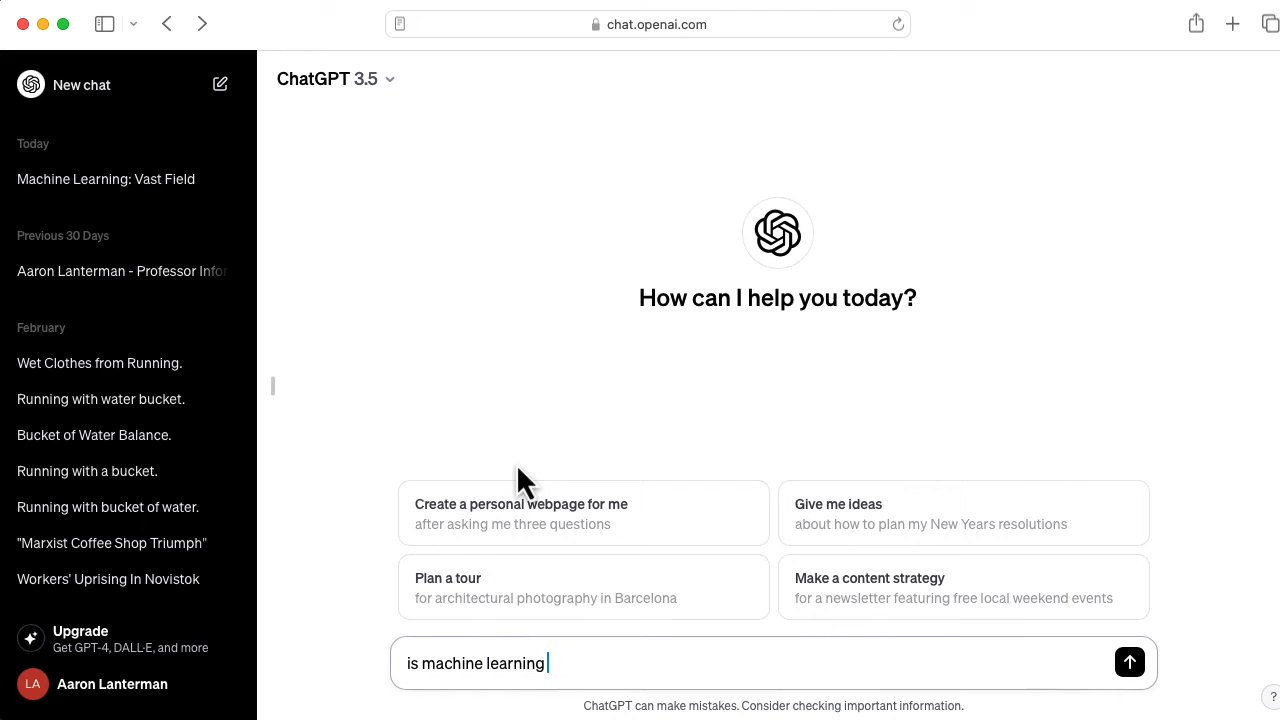 chat.openai.com
New chat
Today
Machine Learning: Vast Field
Previous 30 Days
Aaron Lanterman - Professor Infor
February
Wet Clothes from Running.
Running with water bucket.
Bucket of Water Balance.
Running with a bucket.
Running with bucket of water.
"Marxist Coffee Shop Triumph"
Workers' Uprising In Novistok
Upgrade
Get GPT-4, DALL·E, and more
LA
Aaron Lanterman
ChatGPT 3.5
How can I help you today?
Create a personal webpage for me
after asking me three questions
Give me ideas
about how to plan my New Years resolutions
Plan a tour
for architectural photography in Barcelona
Make a content strategy
for a newsletter featuring free local weekend events
is machine learning
ChatGPT can make mistakes. Consider checking important information.
?